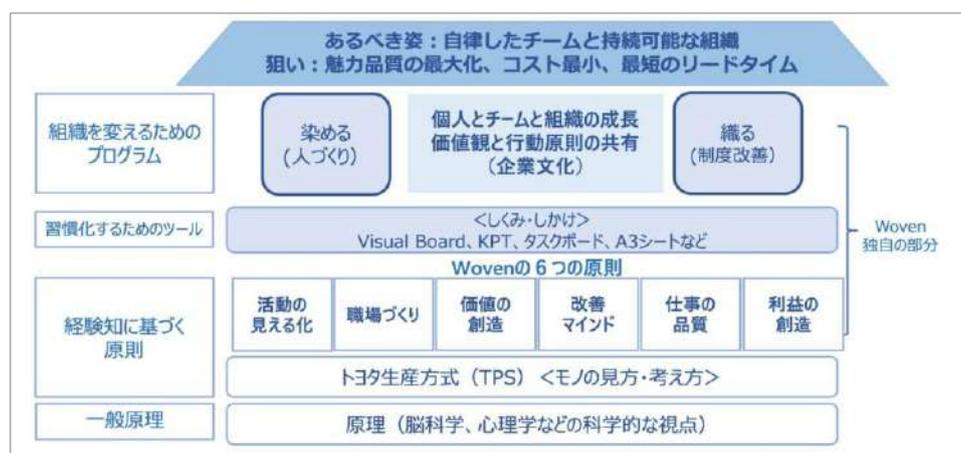 あるべき姿：自律したチームと持続可能な組織
狙い：魅力品質の最大化、コスト最小、最短のリードタイム
組織を変えるための
プログラム
染める
(人づくり)
個人とチームと組織の成長
価値観と行動原則の共有
(企業文化)
織る
(制度改善)
習慣化するためのツール
＜しくみ・しかけ＞
Visual Board、KPT、タスクボード、A3シートなど
Woven
独自の部分
Wovenの６つの原則
経験知に基づく
原則
活動の
見える化
職場づくり
価値の
創造
改善
マインド
仕事の
品質
利益の
創造
トヨタ生産方式（TPS）＜モノの見方・考え方＞
一般原理
原理（脳科学、心理学などの科学的な視点）